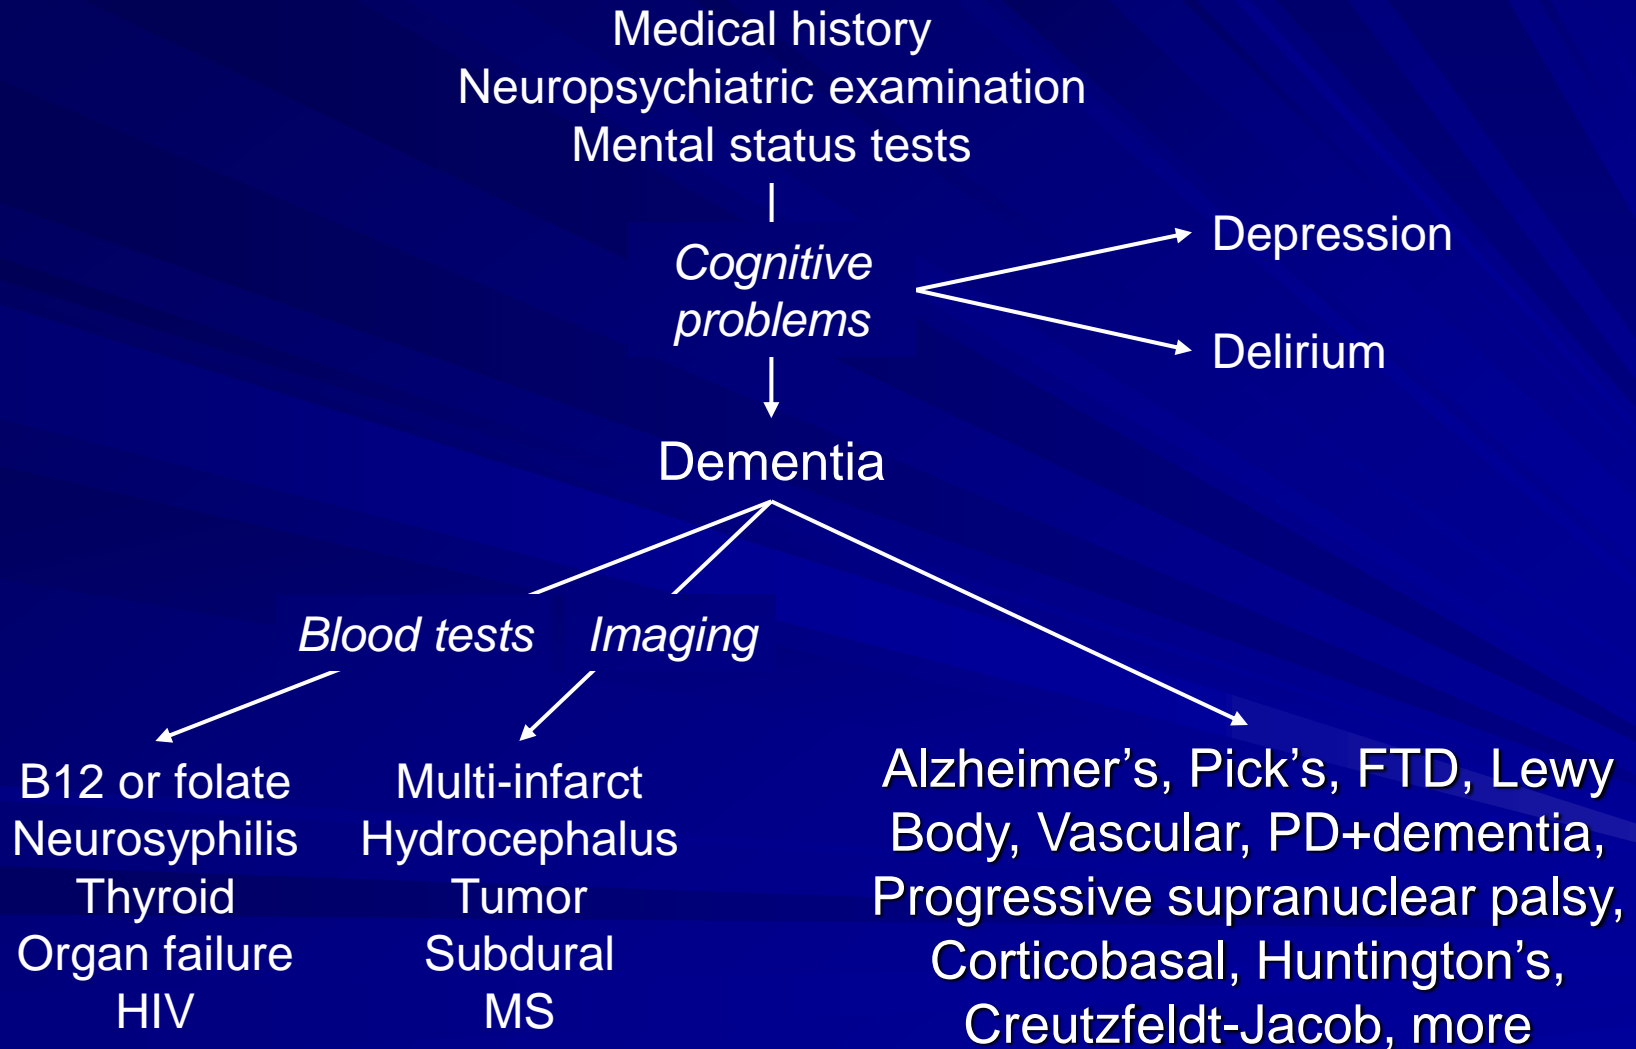 Medical history
Neuropsychiatric examination
Mental status tests
Cognitive
problems
Depression
Delirium
Dementia
Blood tests
Imaging
B12 or folate
Neurosyphilis
Thyroid
Organ failure
HIV
Multi-infarct
Hydrocephalus
Tumor
Subdural
MS
Alzheimer’s, Pick’s, FTD, Lewy
Body, Vascular, PD+dementia,
Progressive supranuclear palsy,
Corticobasal, Huntington’s,
Creutzfeldt-Jacob, more